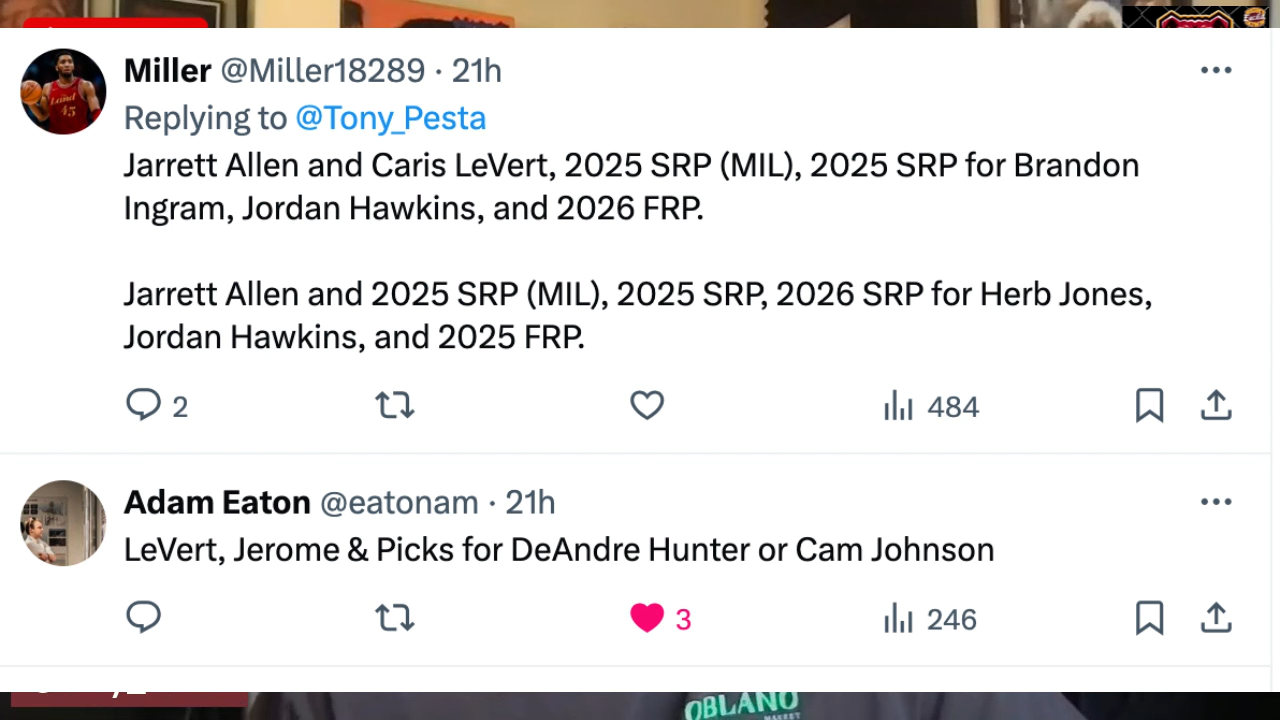 Miller @Miller18289 · 21h
Replying to @Tony_Pesta
Jarrett Allen and Caris LeVert, 2025 SRP (MIL), 2025 SRP for Brandon
Ingram, Jordan Hawkins, and 2026 FRP.
Jarrett Allen and 2025 SRP (MIL), 2025 SRP, 2026 SRP for Herb Jones,
Jordan Hawkins, and 2025 FRP.
2 484
Adam Eaton @eatonam · 21h
LeVert, Jerome & Picks for DeAndre Hunter or Cam Johnson
3 246
OBLANO
MARKET